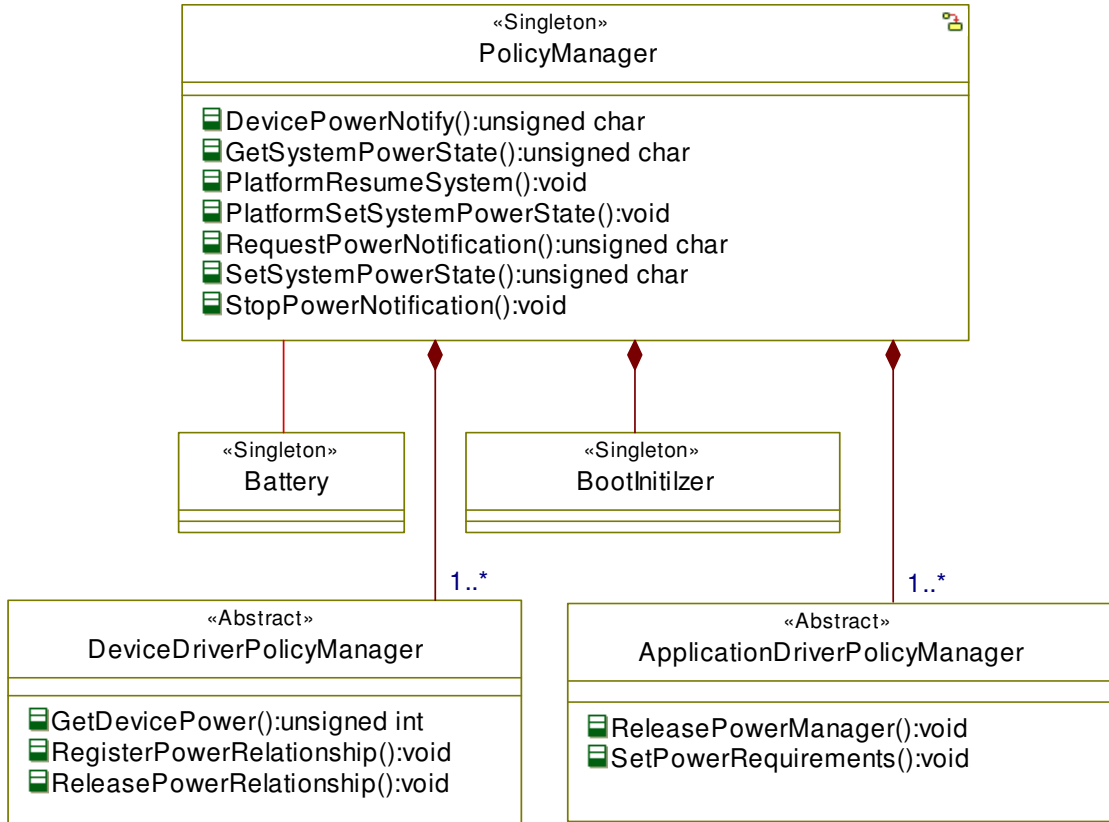 «Singleton»
PolicyManager
DevicePowerNotify():unsigned char
GetSystemPowerState():unsigned char
PlatformResumeSystem():void
PlatformSetSystemPowerState():void
RequestPowerNotification():unsigned char
SetSystemPowerState():unsigned char
StopPowerNotification():void
«Singleton»
Battery
«Singleton»
BootInitilzer
1..*
1..*
«Abstract»
DeviceDriverPolicyManager
GetDevicePower():unsigned int
RegisterPowerRelationship():void
ReleasePowerRelationship():void
«Abstract»
ApplicationDriverPolicyManager
ReleasePowerManager():void
SetPowerRequirements():void